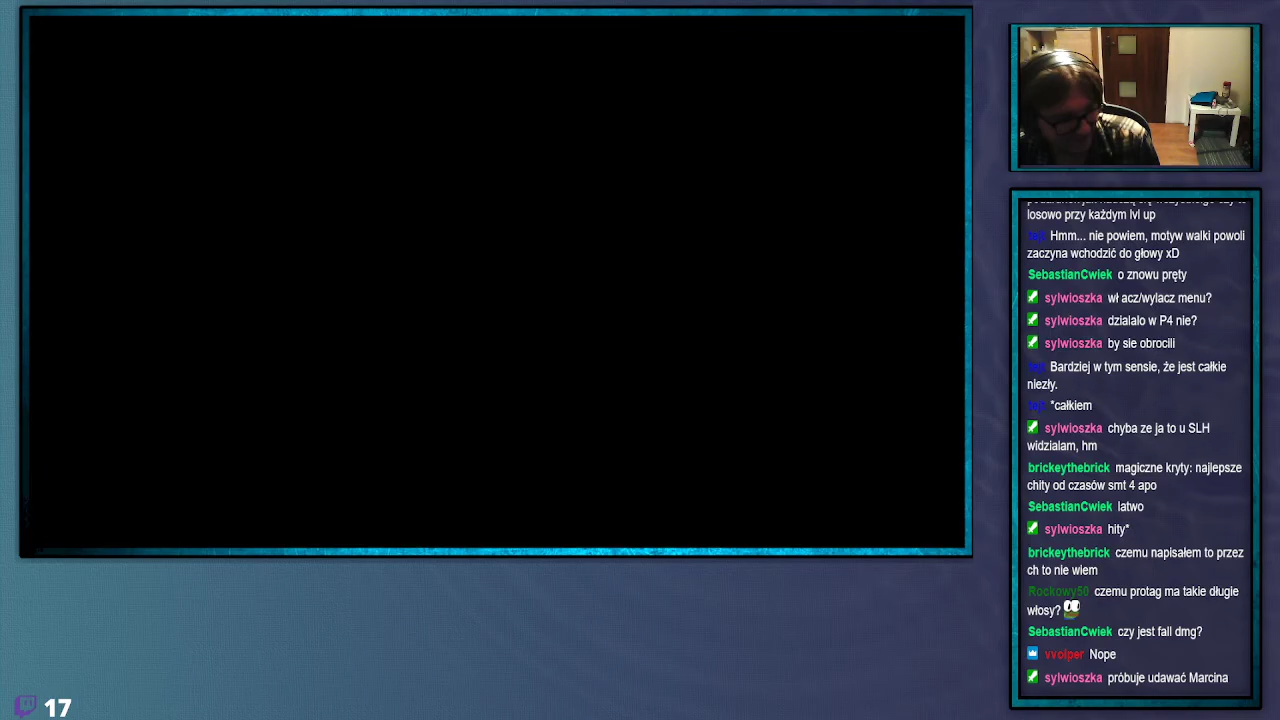 losowo przy każdym lvl up
tejt: Hmm... nie powiem, motyw walki powoli
zaczyna wchodzić do głowy xD
SebastianCwiek o znowu pręty
sylwioszka wł acz/wylacz menu?
sylwioszka dzialalo w P4 nie?
sylwioszka by sie obrocili
Bardziej w tym sensie, że jest całkie
niezły.
*całkiem
sylwioszka chyba ze ja to u SLH
widzialam, hm
brickeythebrick magiczne kryty: najlepsze
chity od czasów smt 4 apo
SebastianCwiek latwo
sylwioszka hity*
brickeythebrick czemu napisałem to przez
ch to nie wiem
Rockowy50 czemu protag ma takie długie
włosy?
SebastianCwiek czy jest fall dmg?
vvolper Nope
sylwioszka próbuje udawać Marcina
17